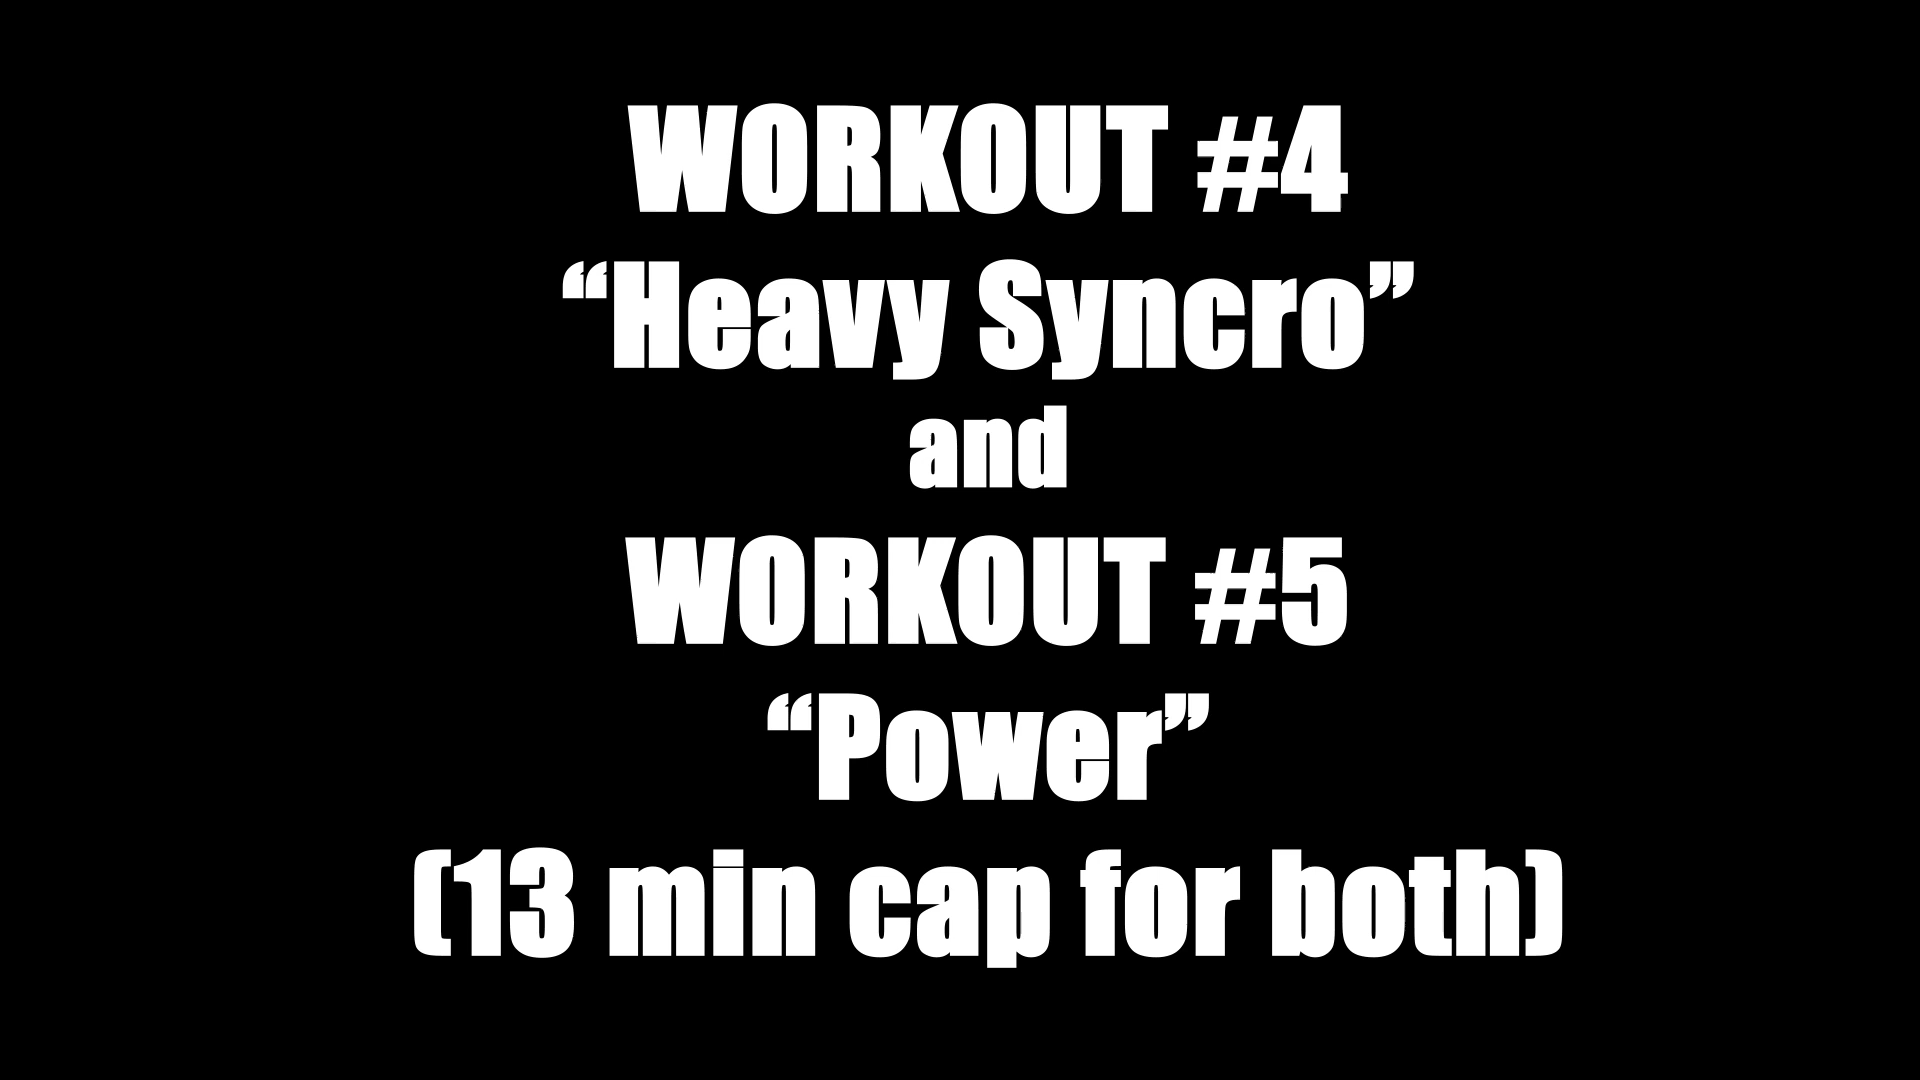 WORKOUT #4
“Heavy Syncro”
and
WORKOUT #5
“Power”
(13 min cap for both)